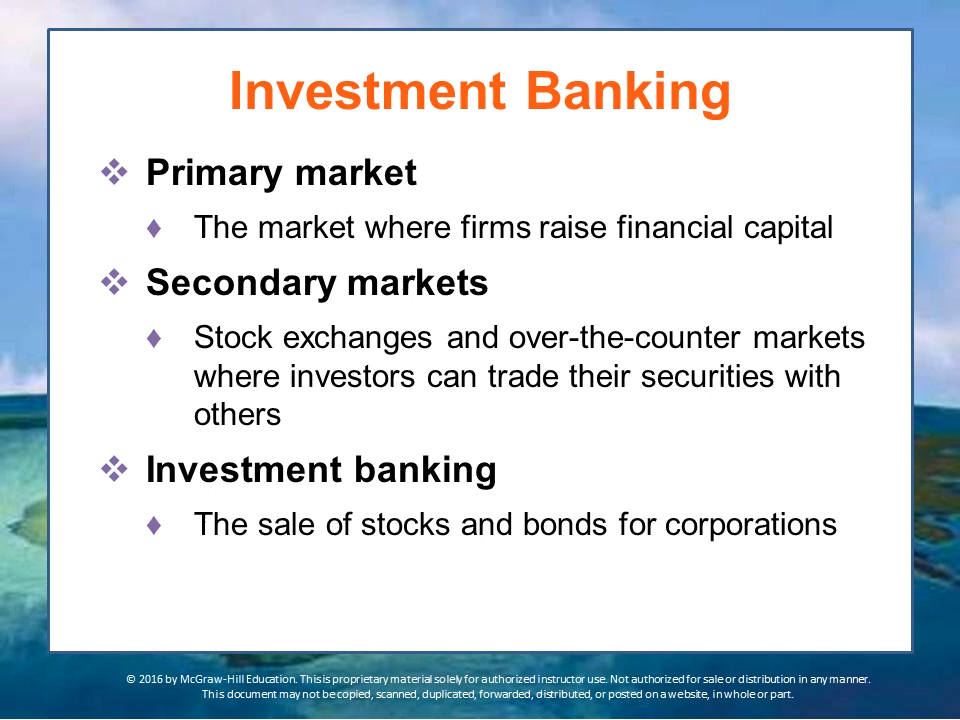 Investment Banking
❖ Primary market
♦ The market where firms raise financial capital
❖ Secondary markets
♦ Stock exchanges and over-the-counter markets
where investors can trade their securities with
others
❖ Investment banking
♦ The sale of stocks and bonds for corporations
© 2016 by McGraw-Hill Education. This is proprietary material solely for authorized instructor use. Not authorized for sale or distribution in any manner.
This document may not be copied, scanned, duplicated, forwarded, distributed, or posted on a website, in whole or part.